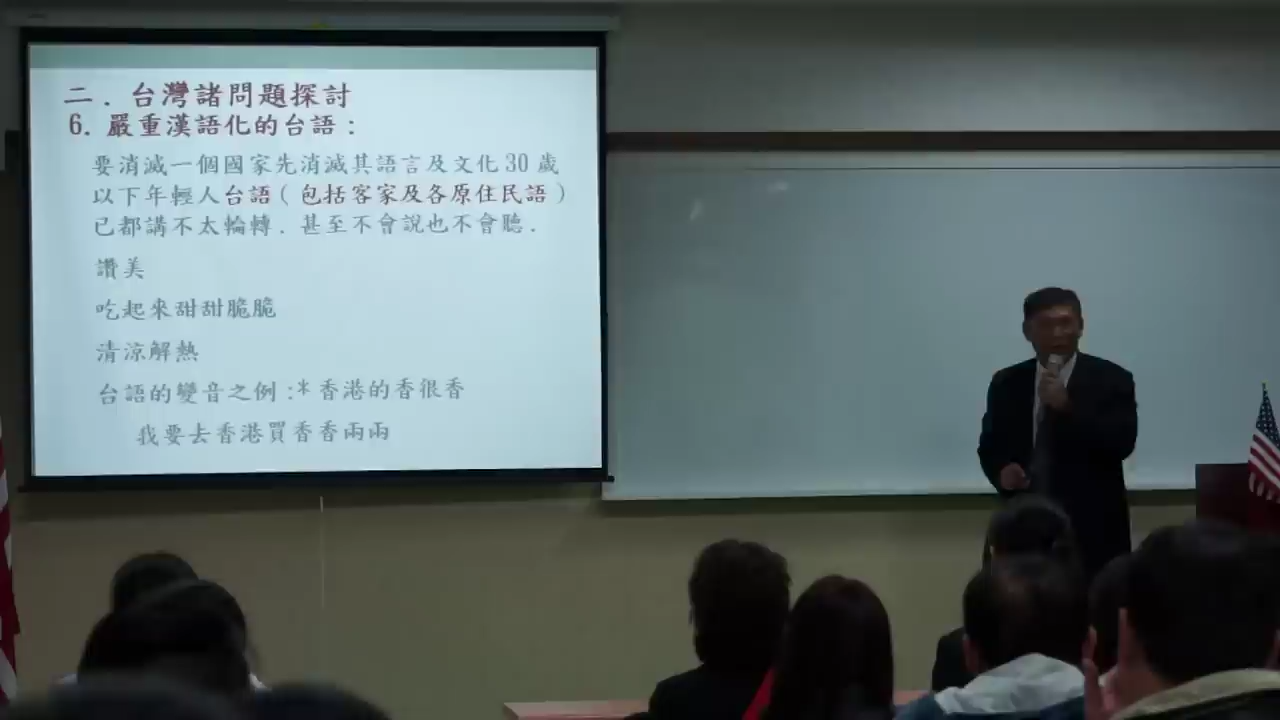 二. 台灣諸問題探討
6. 嚴重漢語化的台語:
要消滅一個國家先消滅其語言及文化30歲
以下年輕人台語(包括客家及各原住民語)
已都講不太輪轉. 甚至不會說也不會聽.
讚美
吃起來甜甜脆脆
清涼解熱
台語的變音之例:*香港的香很香
我要去香港買香香兩兩